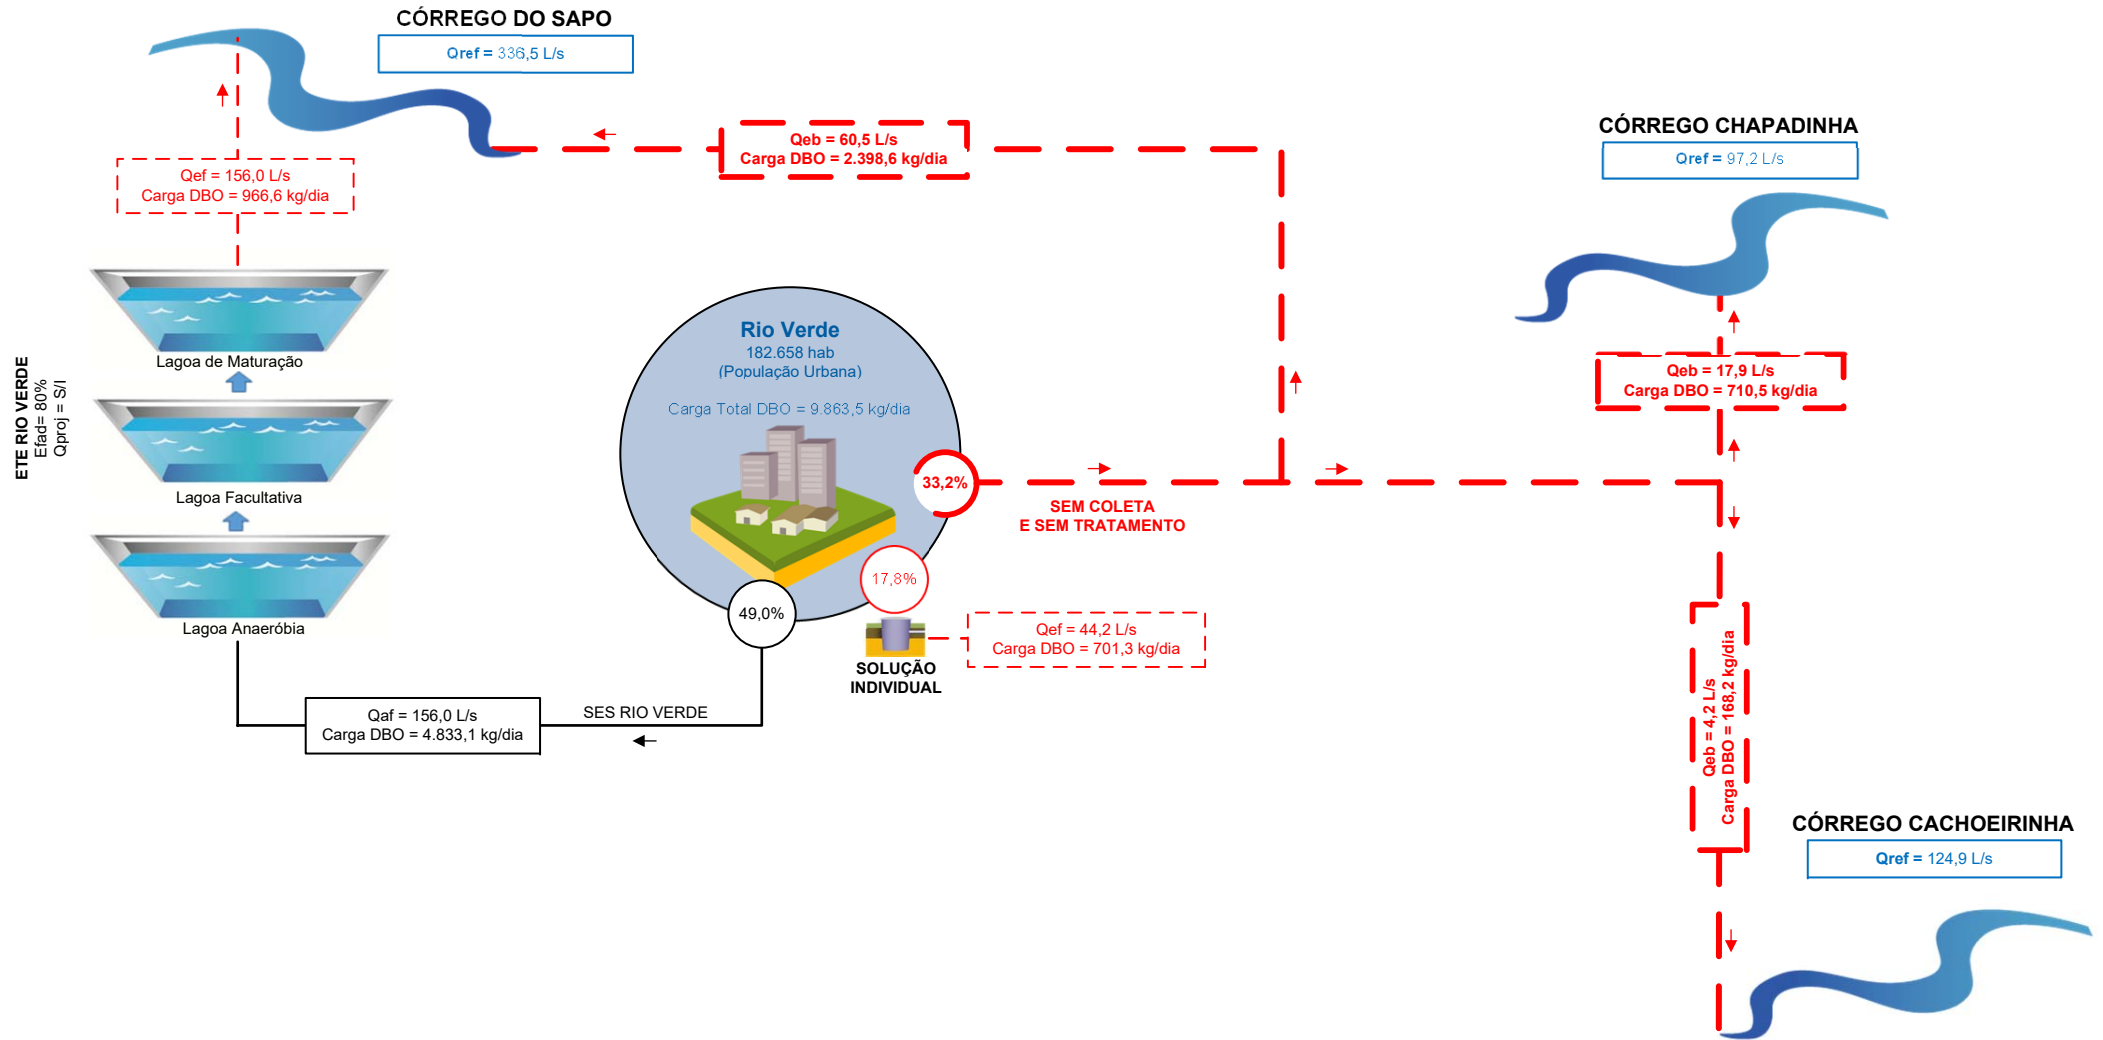 CÓRREGO DO SAPO
Qref = 336,5 L/s
Qeb = 60,5 L/s
Carga DBO = 2.398,6 kg/dia
CÓRREGO CHAPADINHA
Qref = 97,2 L/s
Qef = 156,0 L/s
Carga DBO = 966,6 kg/dia
Lagoa de Maturação
ETE RIO VERDE
Efad= 80%
Qproj = S/I
Lagoa Facultativa
Lagoa Anaeróbia
Rio Verde
182.658 hab
(População Urbana)
Carga Total DBO = 9.863,5 kg/dia
33,2%
SEM COLETA
E SEM TRATAMENTO
17,8%
49,0%
Qef = 44,2 L/s
Carga DBO = 701,3 kg/dia
SOLUÇÃO
INDIVIDUAL
SES RIO VERDE
Qaf = 156,0 L/s
Carga DBO = 4.833,1 kg/dia
Qeb = 17,9 L/s
Carga DBO = 710,5 kg/dia
Qeb = 4,2 L/s
Carga DBO = 168,2 kg/dia
CÓRREGO CACHOEIRINHA
Qref = 124,9 L/s